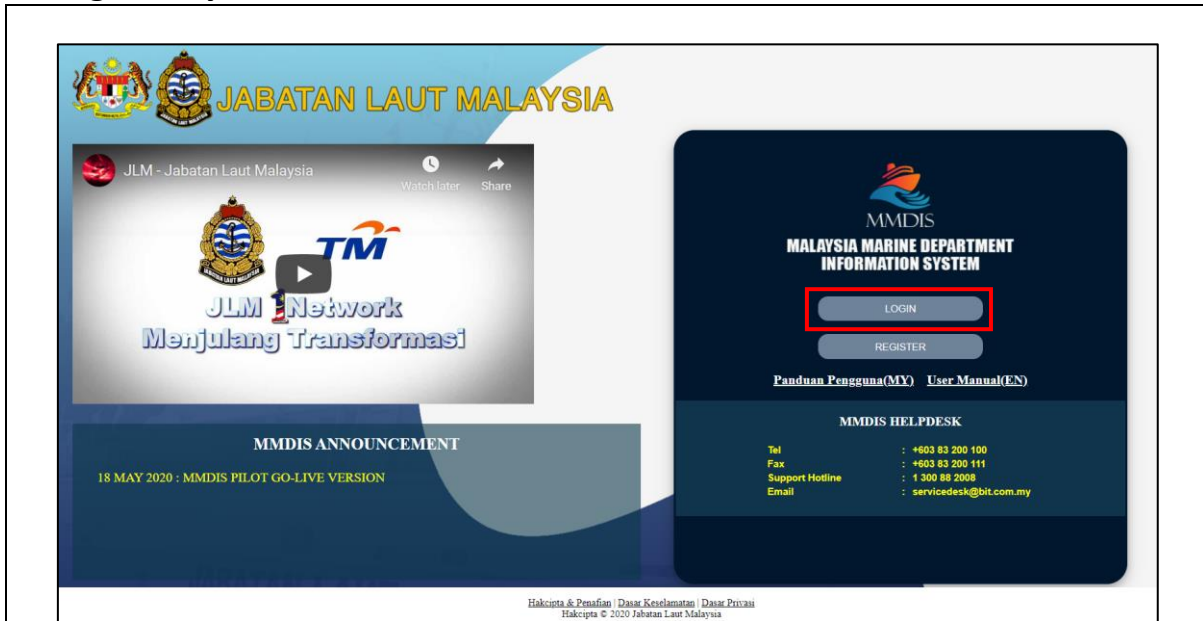 JABATAN LAUT MALAYSIA
JLM - Jabatan Laut Malaysia
Watch later
Share
TM
JLM 1Network
Menjulang Transformasi
MMDIS ANNOUNCEMENT
18 MAY 2020 : MMDIS PILOT GO-LIVE VERSION
MMDIS
MALAYSIA MARINE DEPARTMENT
INFORMATION SYSTEM
LOGIN
REGISTER
Panduan Pengguna(MY) User Manual(EN)
MMDIS HELPDESK
Tel : +603 83 200 100
Fax : +603 83 200 111
Support Hotline : 1 300 88 2008
Email : servicedesk@bit.com.my
Hakcipta & Penafian | Dasar Keselamatan | Dasar Privasi
Hakcipta © 2020 Jabatan Laut Malaysia